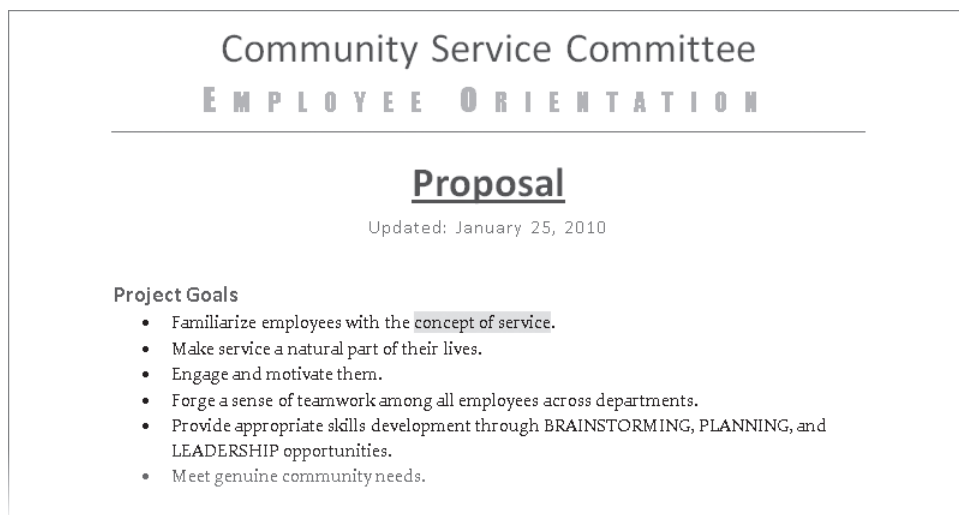 Community Service Committee
EMPLOYEE ORIENTATION
Proposal
Updated: January 25, 2010
Project Goals
• Familiarize employees with the concept of service.
• Make service a natural part of their lives.
• Engage and motivate them.
• Forge a sense of teamwork among all employees across departments.
• Provide appropriate skills development through BRAINSTORMING, PLANNING, and
LEADERSHIP opportunities.
• Meet genuine community needs.